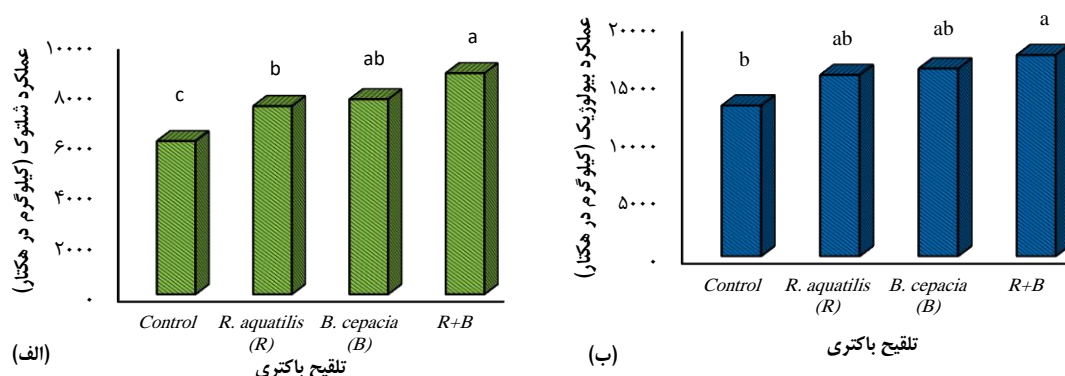 عملکرد شلتوک (کیلوگرم در هکتار)
۱۰۰۰۰
۸۰۰۰
۶۰۰۰
۴۰۰۰
۲۰۰۰
۰
c
b
ab
a
Control
R. aquatilis (R)
B. cepacia (B)
R+B
تلقیح باکتری
(الف)
عملکرد بیولوژیک (کیلوگرم در هکتار)
۲۰۰۰۰
۱۵۰۰۰
۱۰۰۰۰
۵۰۰۰
۰
b
ab
ab
a
Control
R. aquatilis (R)
B. cepacia (B)
R+B
تلقیح باکتری
(ب)